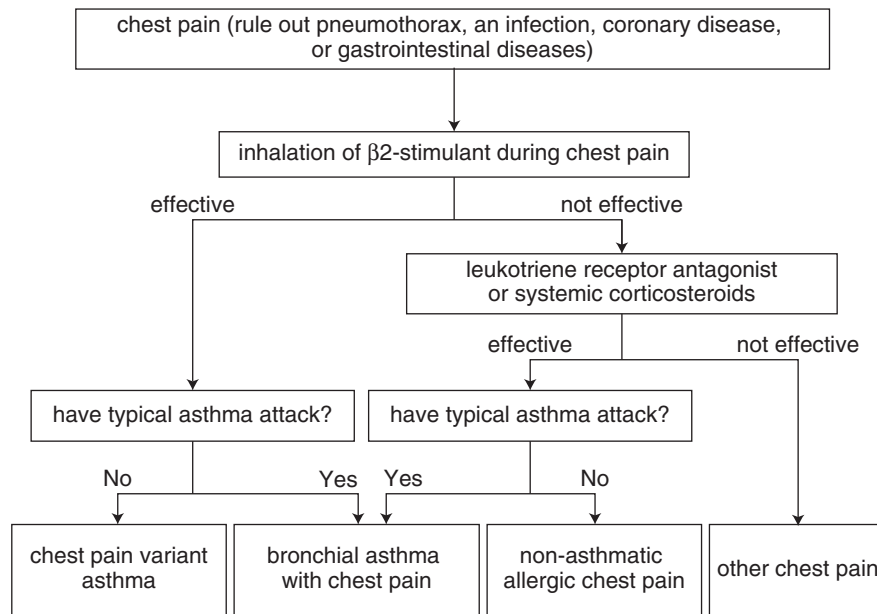 chest pain (rule out pneumothorax, an infection, coronary disease,
or gastrointestinal diseases)
inhalation of β2-stimulant during chest pain
effective
not effective
leukotriene receptor antagonist
or systemic corticosteroids
effective
not effective
have typical asthma attack?
have typical asthma attack?
No
Yes
Yes
No
chest pain variant
asthma
bronchial asthma
with chest pain
non-asthmatic
allergic chest pain
other chest pain